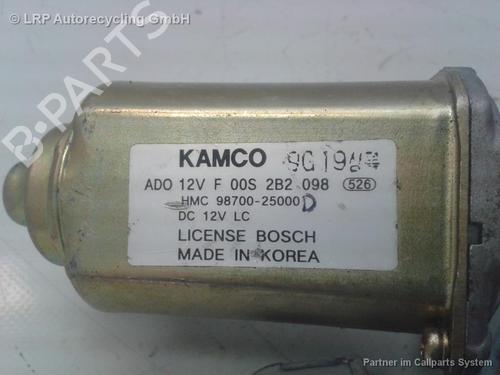 © LRP Autorecycling GmbH
B-PARTS
KAMCO 9G19
ADO 12V F 00S 2B2 098 526
HMC 98700-25000 D
DC 12V LC
LICENSE BOSCH
MADE IN KOREA
Partner im Callparts System